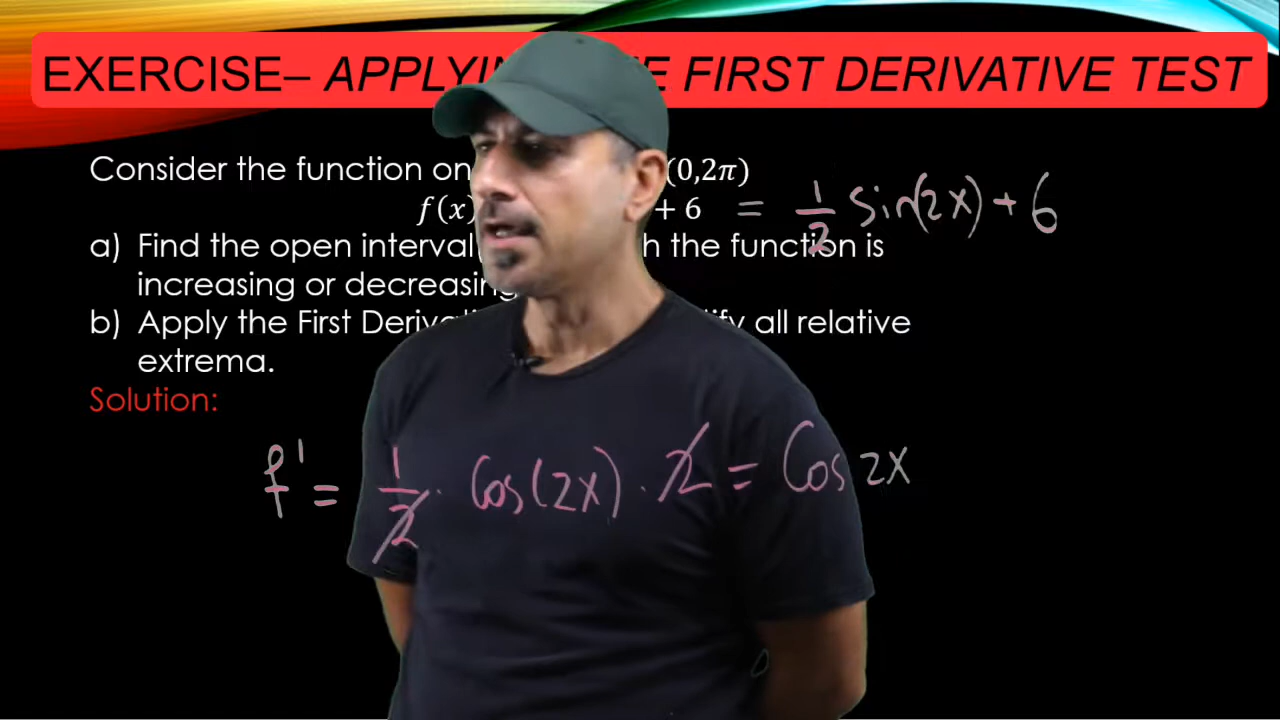 EXERCISE– APPLYING THE FIRST DERIVATIVE TEST
Consider the function on (0,2π)
f(x) + 6 = 1/2 sin(2x) + 6
a) Find the open interval h the function is
increasing or decreasing
b) Apply the First Deriva all relative
extrema.
Solution:
f' = 1/2 · Cos(2x) · 2 = Cos 2x